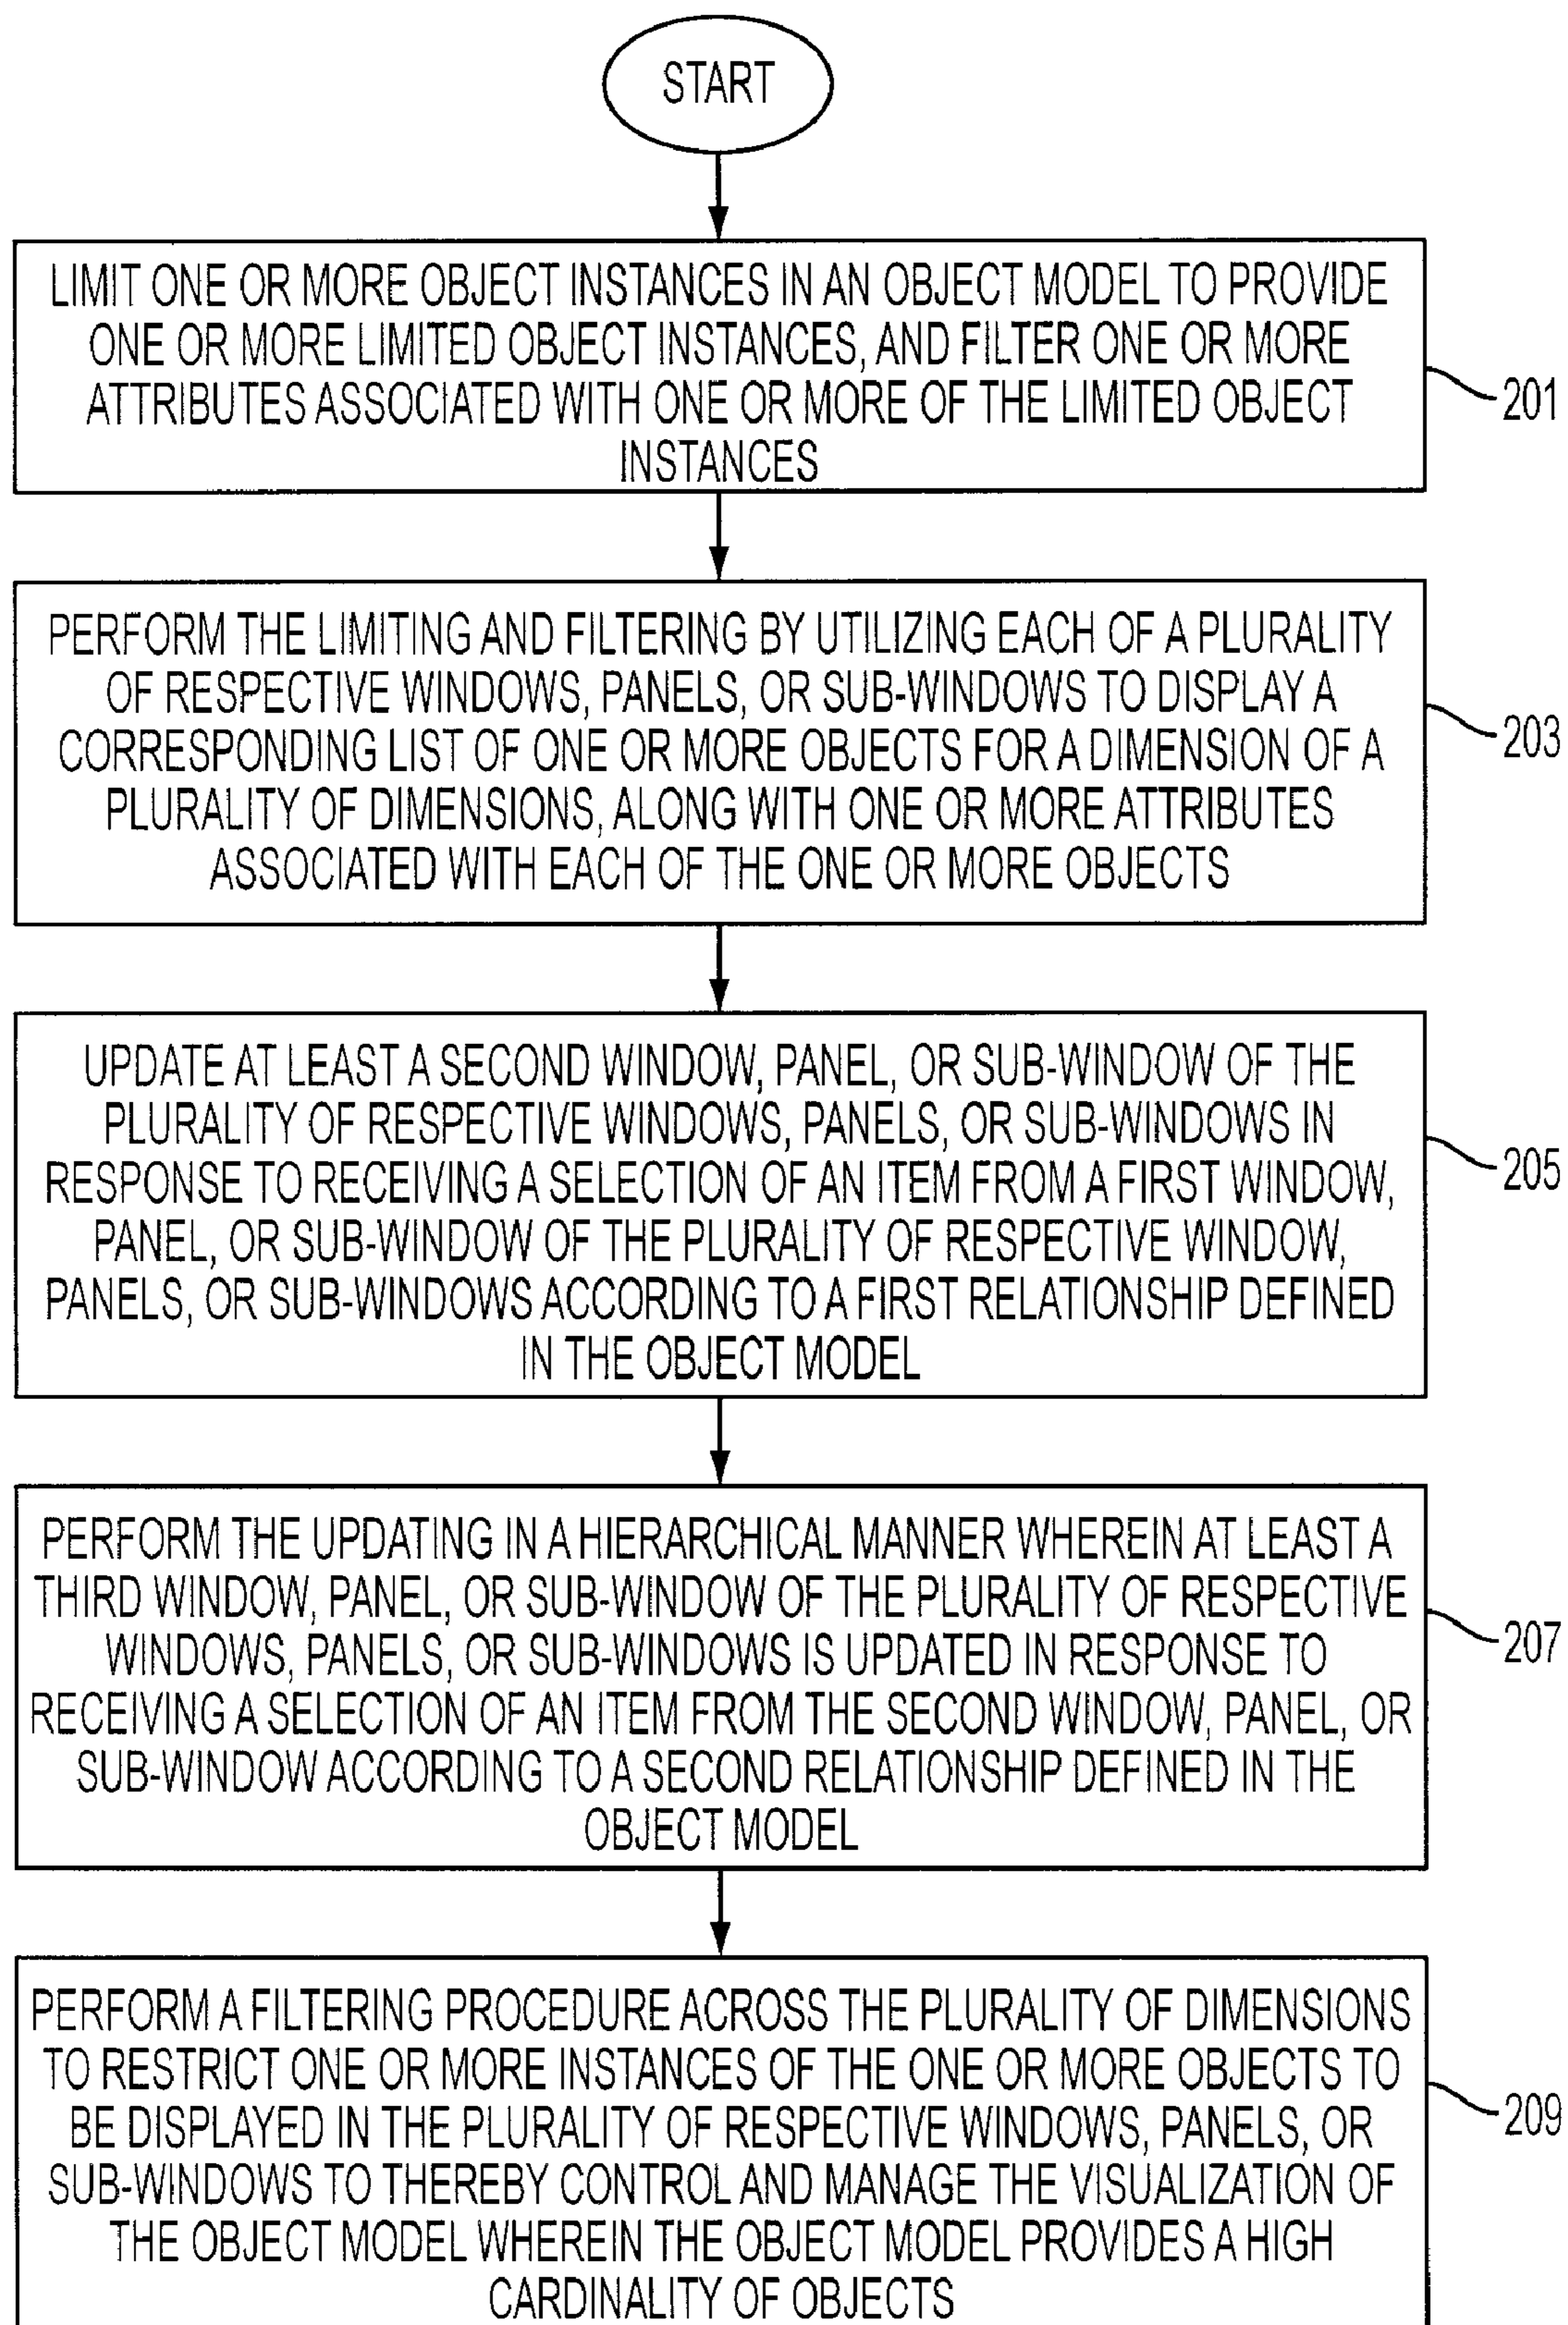 START
LIMIT ONE OR MORE OBJECT INSTANCES IN AN OBJECT MODEL TO PROVIDE
ONE OR MORE LIMITED OBJECT INSTANCES, AND FILTER ONE OR MORE
ATTRIBUTES ASSOCIATED WITH ONE OR MORE OF THE LIMITED OBJECT
INSTANCES
201
PERFORM THE LIMITING AND FILTERING BY UTILIZING EACH OF A PLURALITY
OF RESPECTIVE WINDOWS, PANELS, OR SUB-WINDOWS TO DISPLAY A
CORRESPONDING LIST OF ONE OR MORE OBJECTS FOR A DIMENSION OF A
PLURALITY OF DIMENSIONS, ALONG WITH ONE OR MORE ATTRIBUTES
ASSOCIATED WITH EACH OF THE ONE OR MORE OBJECTS
203
UPDATE AT LEAST A SECOND WINDOW, PANEL, OR SUB-WINDOW OF THE
PLURALITY OF RESPECTIVE WINDOWS, PANELS, OR SUB-WINDOWS IN
RESPONSE TO RECEIVING A SELECTION OF AN ITEM FROM A FIRST WINDOW,
PANEL, OR SUB-WINDOW OF THE PLURALITY OF RESPECTIVE WINDOW,
PANELS, OR SUB-WINDOWS ACCORDING TO A FIRST RELATIONSHIP DEFINED
IN THE OBJECT MODEL
205
PERFORM THE UPDATING IN A HIERARCHICAL MANNER WHEREIN AT LEAST A
THIRD WINDOW, PANEL, OR SUB-WINDOW OF THE PLURALITY OF RESPECTIVE
WINDOWS, PANELS, OR SUB-WINDOWS IS UPDATED IN RESPONSE TO
RECEIVING A SELECTION OF AN ITEM FROM THE SECOND WINDOW, PANEL, OR
SUB-WINDOW ACCORDING TO A SECOND RELATIONSHIP DEFINED IN THE
OBJECT MODEL
207
PERFORM A FILTERING PROCEDURE ACROSS THE PLURALITY OF DIMENSIONS
TO RESTRICT ONE OR MORE INSTANCES OF THE ONE OR MORE OBJECTS TO
BE DISPLAYED IN THE PLURALITY OF RESPECTIVE WINDOWS, PANELS, OR
SUB-WINDOWS TO THEREBY CONTROL AND MANAGE THE VISUALIZATION OF
THE OBJECT MODEL WHEREIN THE OBJECT MODEL PROVIDES A HIGH
CARDINALITY OF OBJECTS
209